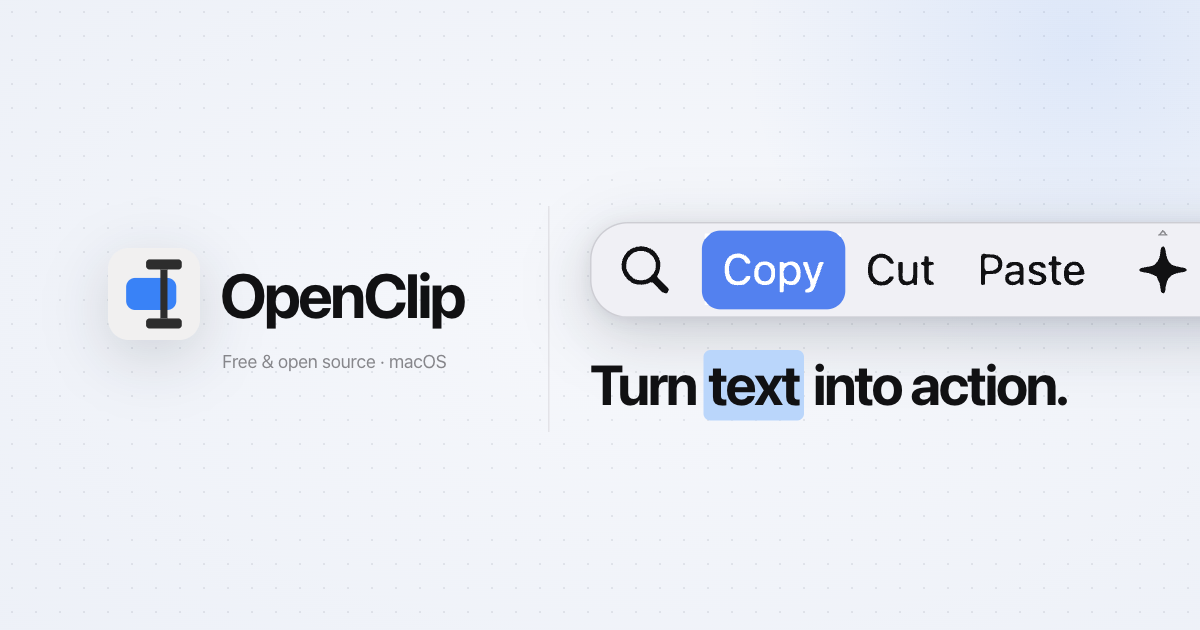 OpenClip
Free & open source · macOS
Copy Cut Paste
Turn text into action.